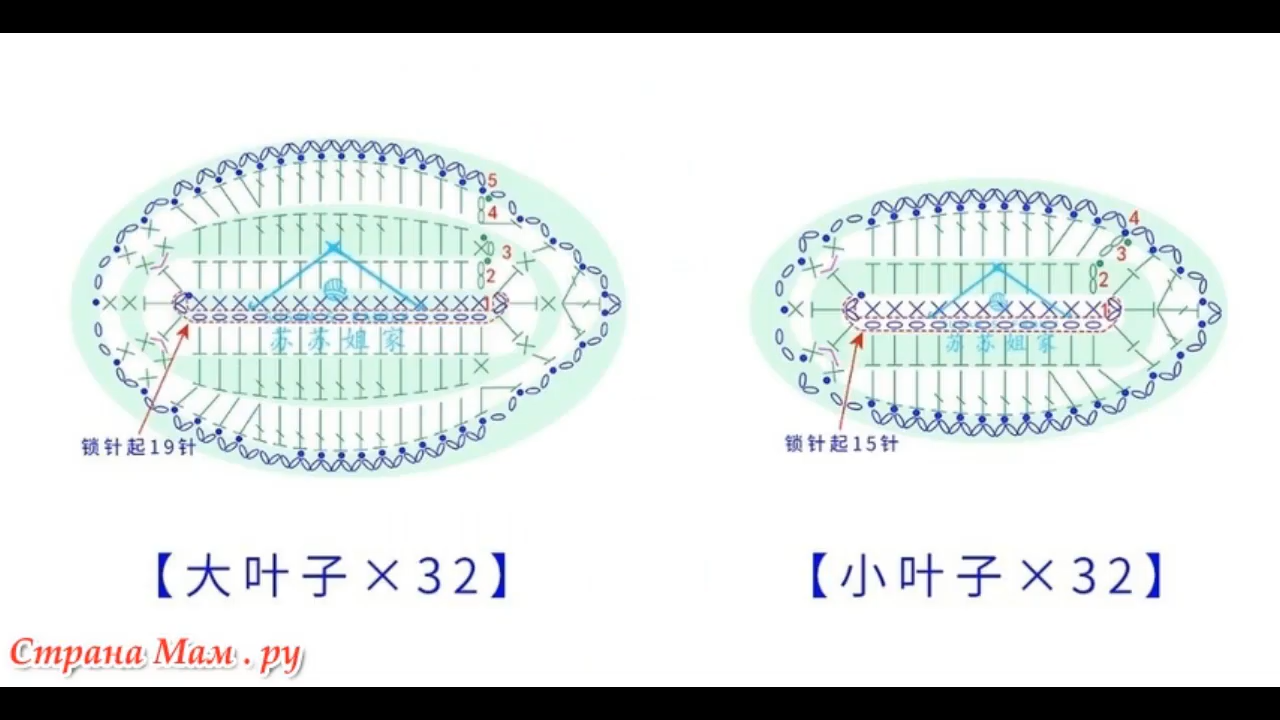 5
4
3
2
1
苏苏姐家
锁针起19针
【大叶子×32】
4
3
2
1
苏苏姐家
锁针起15针
【小叶子×32】
Страна Мам . ру